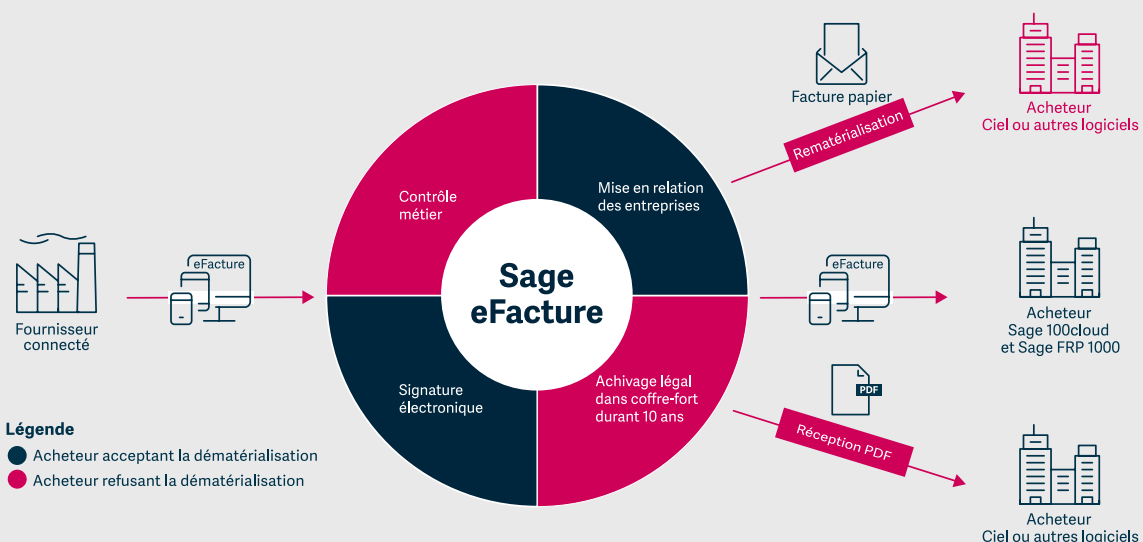 Facture papier
Rematérialisation
Acheteur
Ciel ou autres logiciels
Contrôle
métier
Mise en relation
des entreprises
Sage
eFacture
eFacture
Fournisseur
connecté
eFacture
Acheteur
Sage 100cloud
et Sage FRP 1000
Signature
électronique
Achivage légal
dans coffre-fort
durant 10 ans
PDF
Réception PDF
Légende
Acheteur acceptant la dématérialisation
Acheteur refusant la dématérialisation
Acheteur
Ciel ou autres logiciels